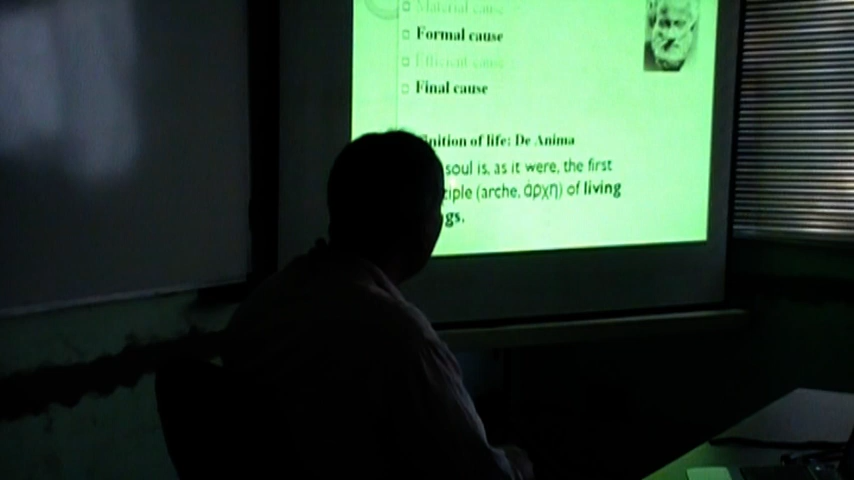 Material cause
Formal cause
Efficient cause
Final cause
nition of life: De Anima
soul is, as it were, the first
iple (arche, ἀρχη) of living
gs.